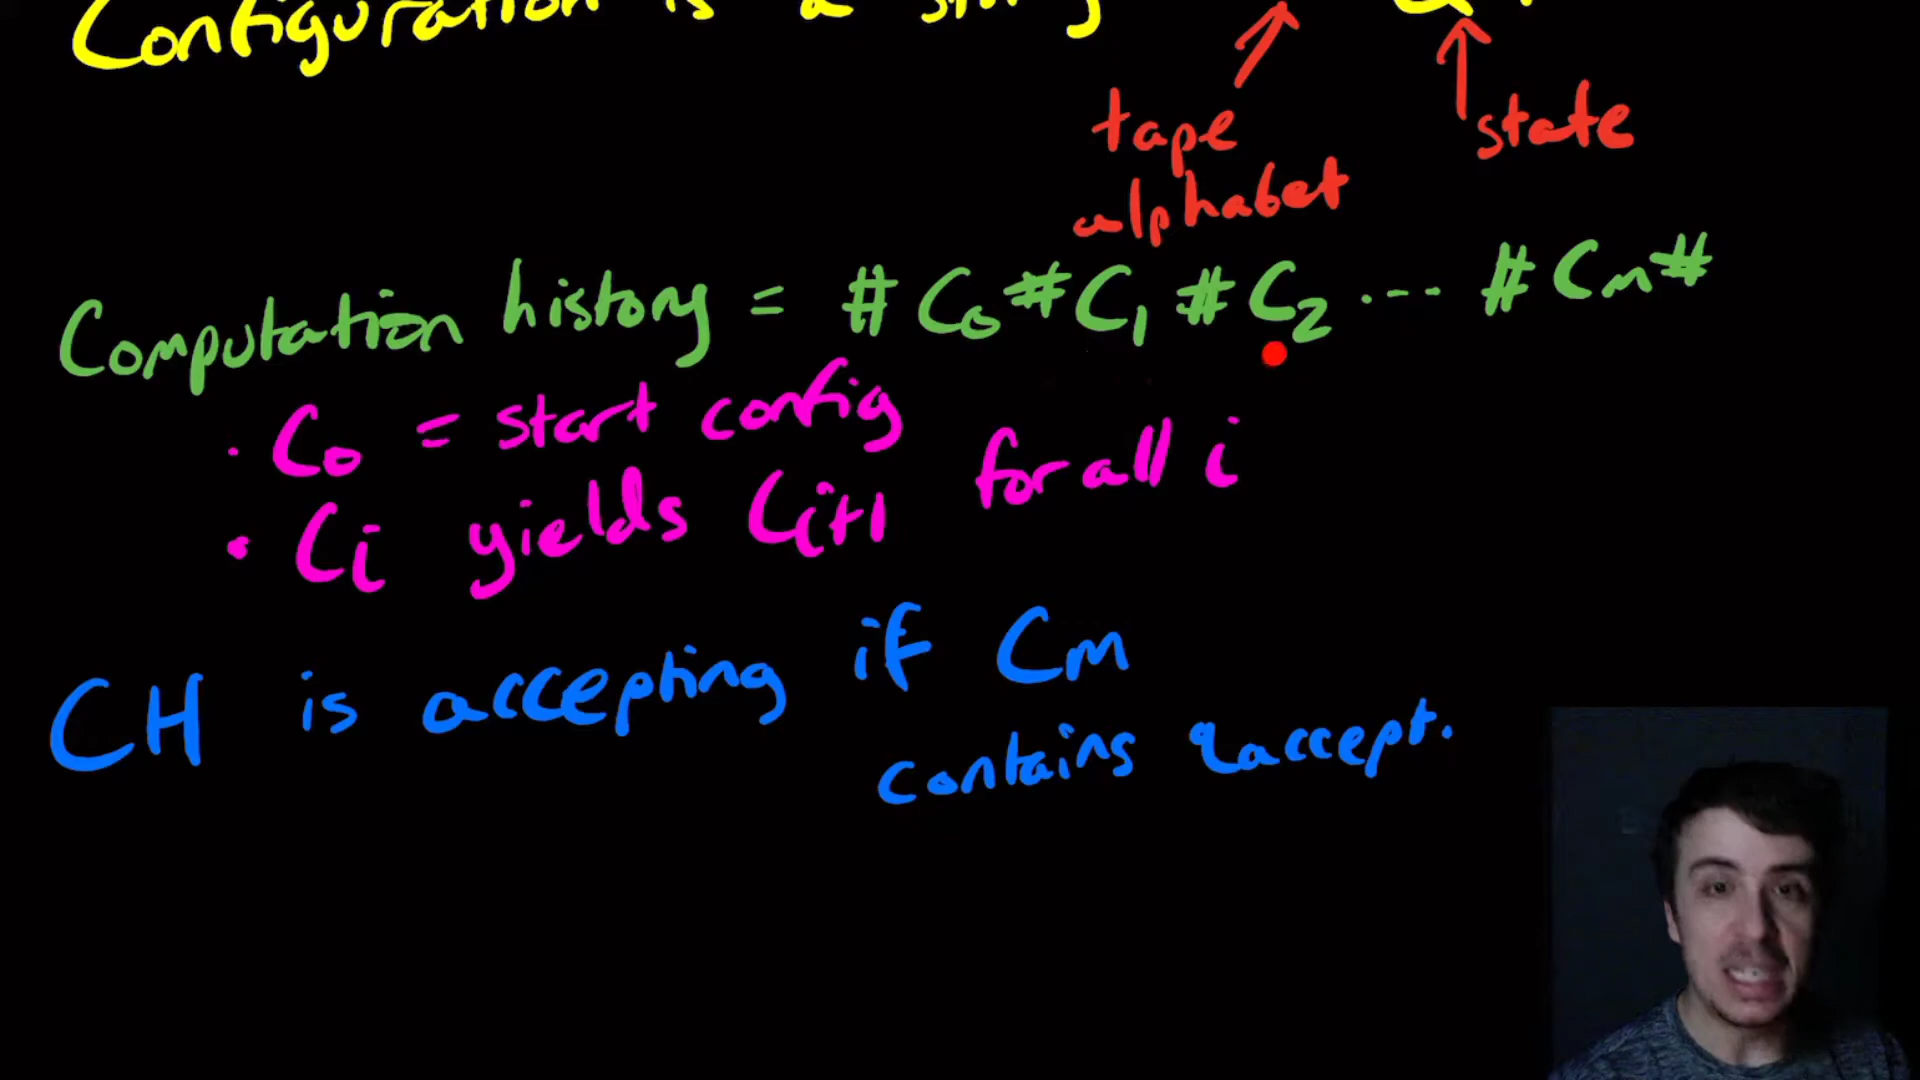 Configuration is a
tape
alphabet
state
Computation history = # C₀ # C₁ # C₂ ... # Cm #
· C₀ = start config
• Ci yields Ci+1 for all i
CH is accepting if Cm
contains qaccept.